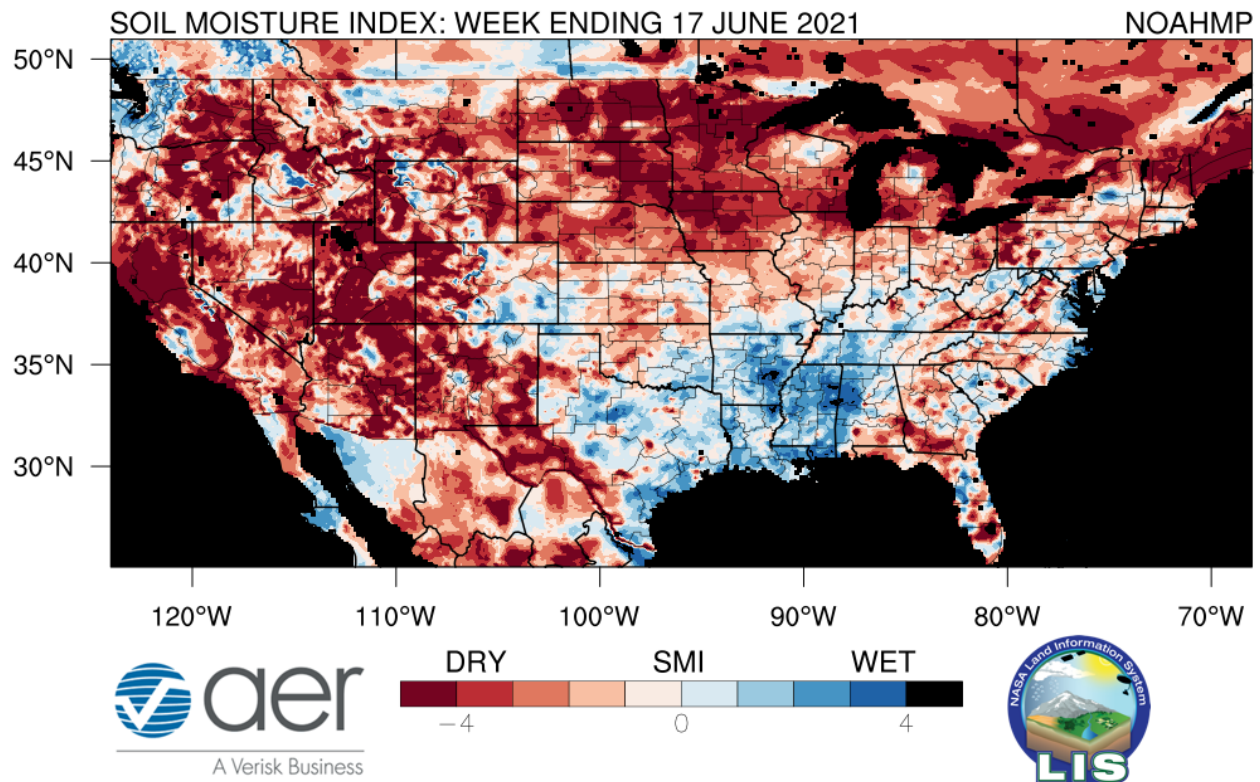 SOIL MOISTURE INDEX: WEEK ENDING 17 JUNE 2021 NOAHMP
50°N
45°N
40°N
35°N
30°N
120°W 110°W 100°W 90°W 80°W 70°W
DRY SMI WET
−4 0 4
aer
A Verisk Business
NASA Land Information System
LIS